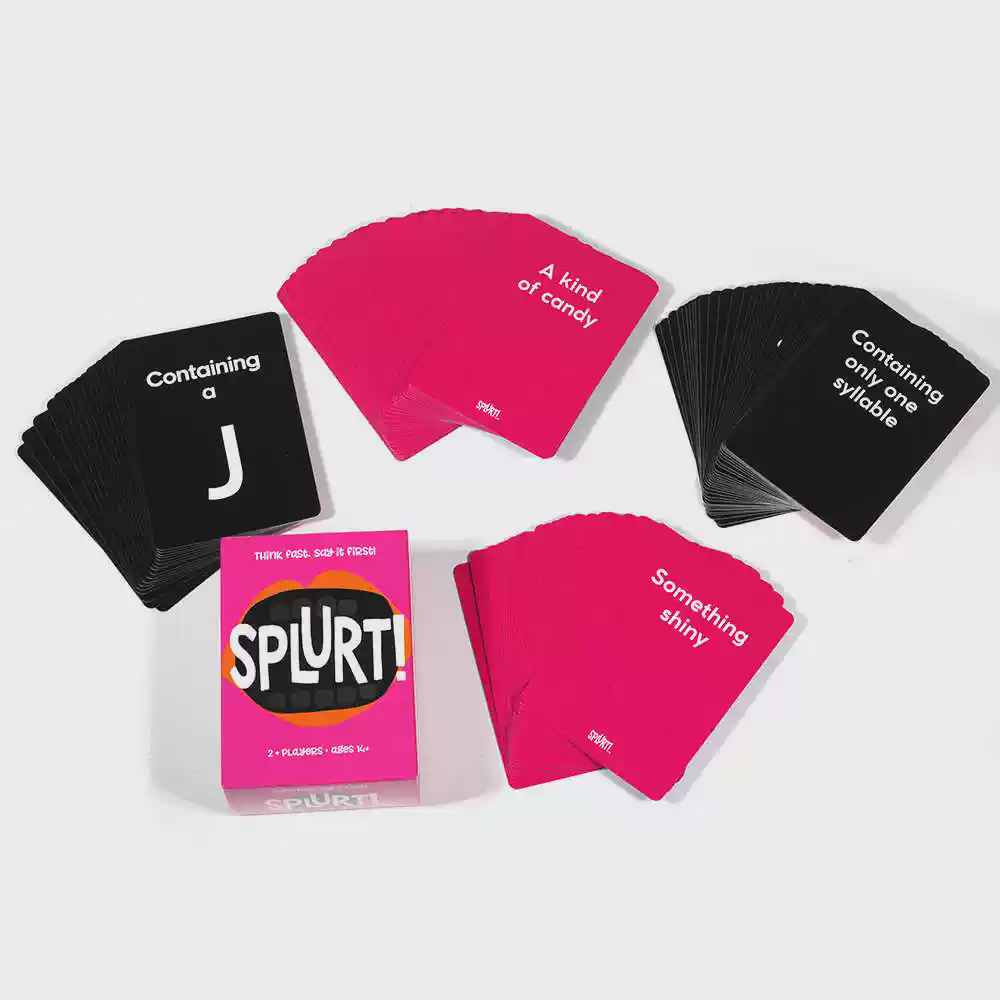 A kind
of candy
SPLURT!
Containing
a
J
Containing
only one
syllable
THINK FAST. SAY IT FIRST!
SPLURT!
2+ PLAYERS • AGES 14+
SPLURT!
Something
shiny
SPLURT!